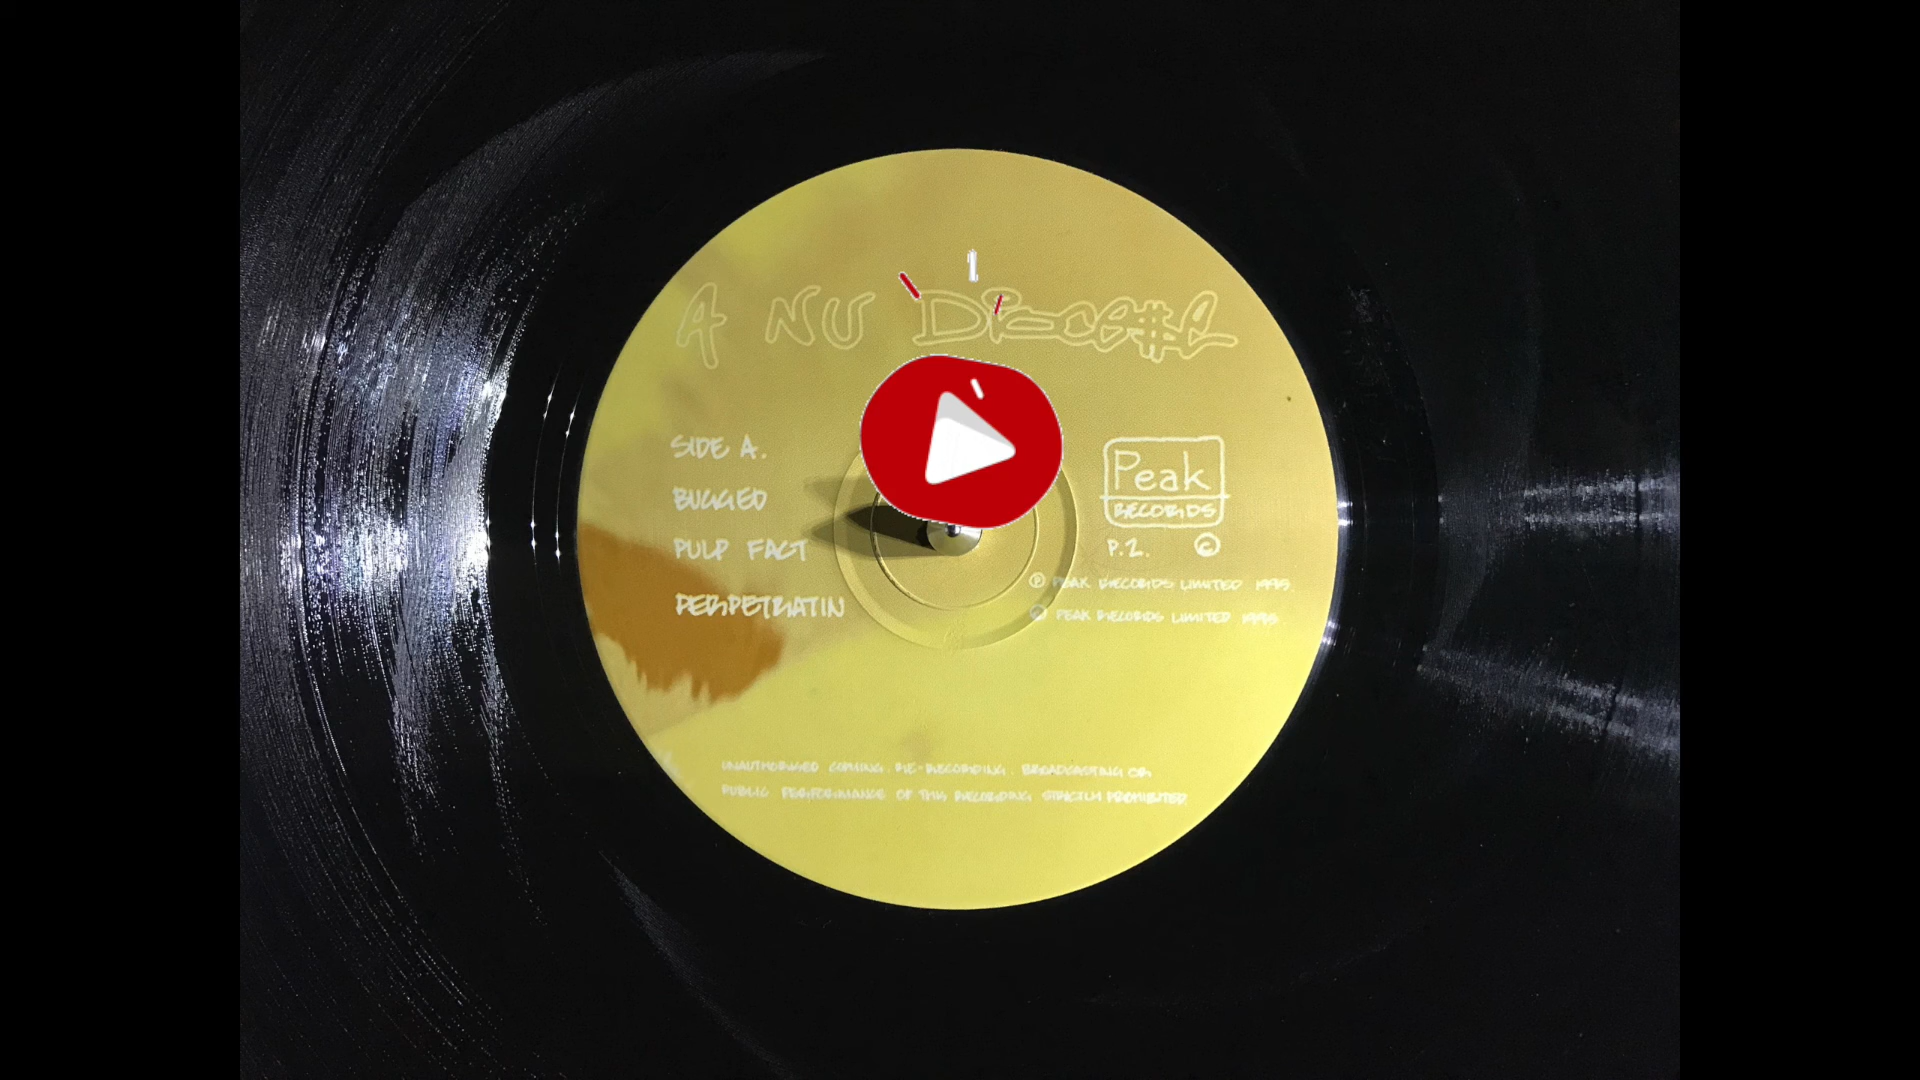 A NU
SIDE A.
BUGGED
PULP FACT
PERPETRATIN
Peak
RECORDS
P.2. ©
℗ PEAK RECORDS LIMITED 1995.
© PEAK RECORDS LIMITED 1995.
UNAUTHORISED COPYING. RE-RECORDING. BROADCASTING OR
PUBLIC PERFORMANCE OF THIS RECORDING STRICTLY PROHIBITED.